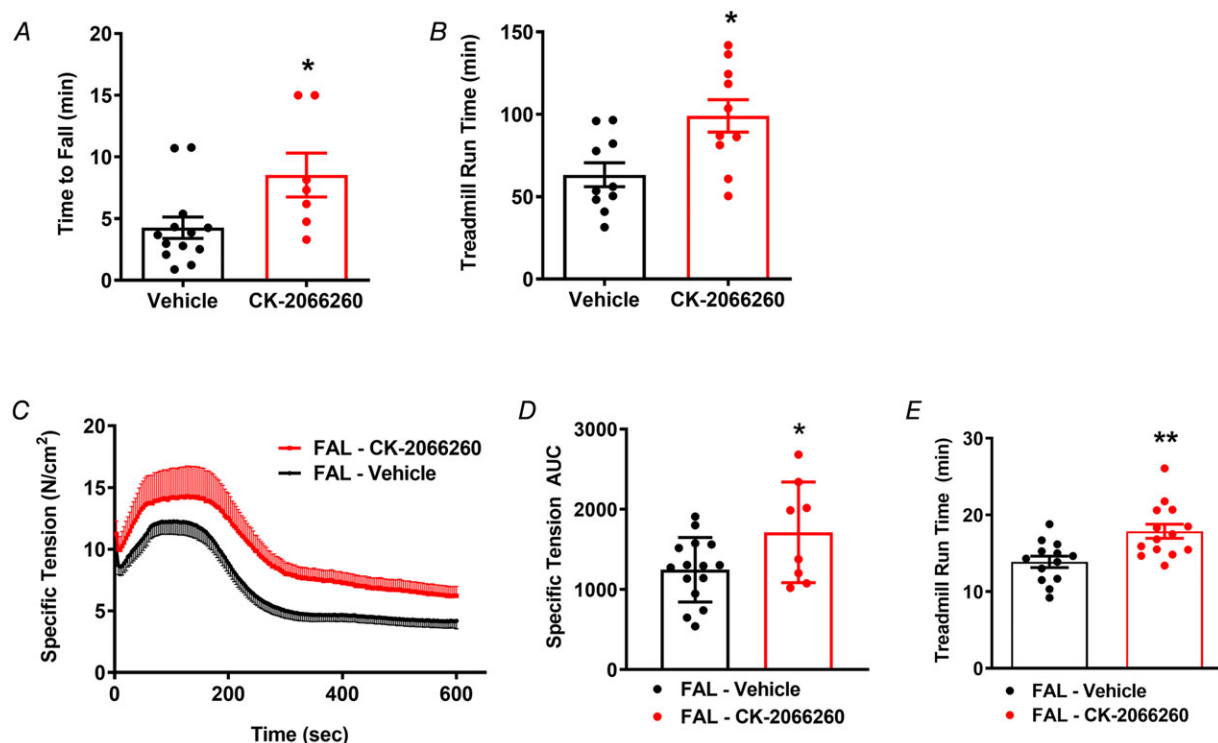 A
Time to Fall (min)
20
15
10
5
0
*
Vehicle
CK-2066260
B
Treadmill Run Time (min)
150
100
50
0
*
Vehicle
CK-2066260
C
Specific Tension (N/cm²)
20
15
10
5
0
FAL - CK-2066260
FAL - Vehicle
0
200
400
600
Time (sec)
D
Specific Tension AUC
3000
2000
1000
0
*
FAL - Vehicle
FAL - CK-2066260
E
Treadmill Run Time (min)
30
20
10
0
**
FAL - Vehicle
FAL - CK-2066260